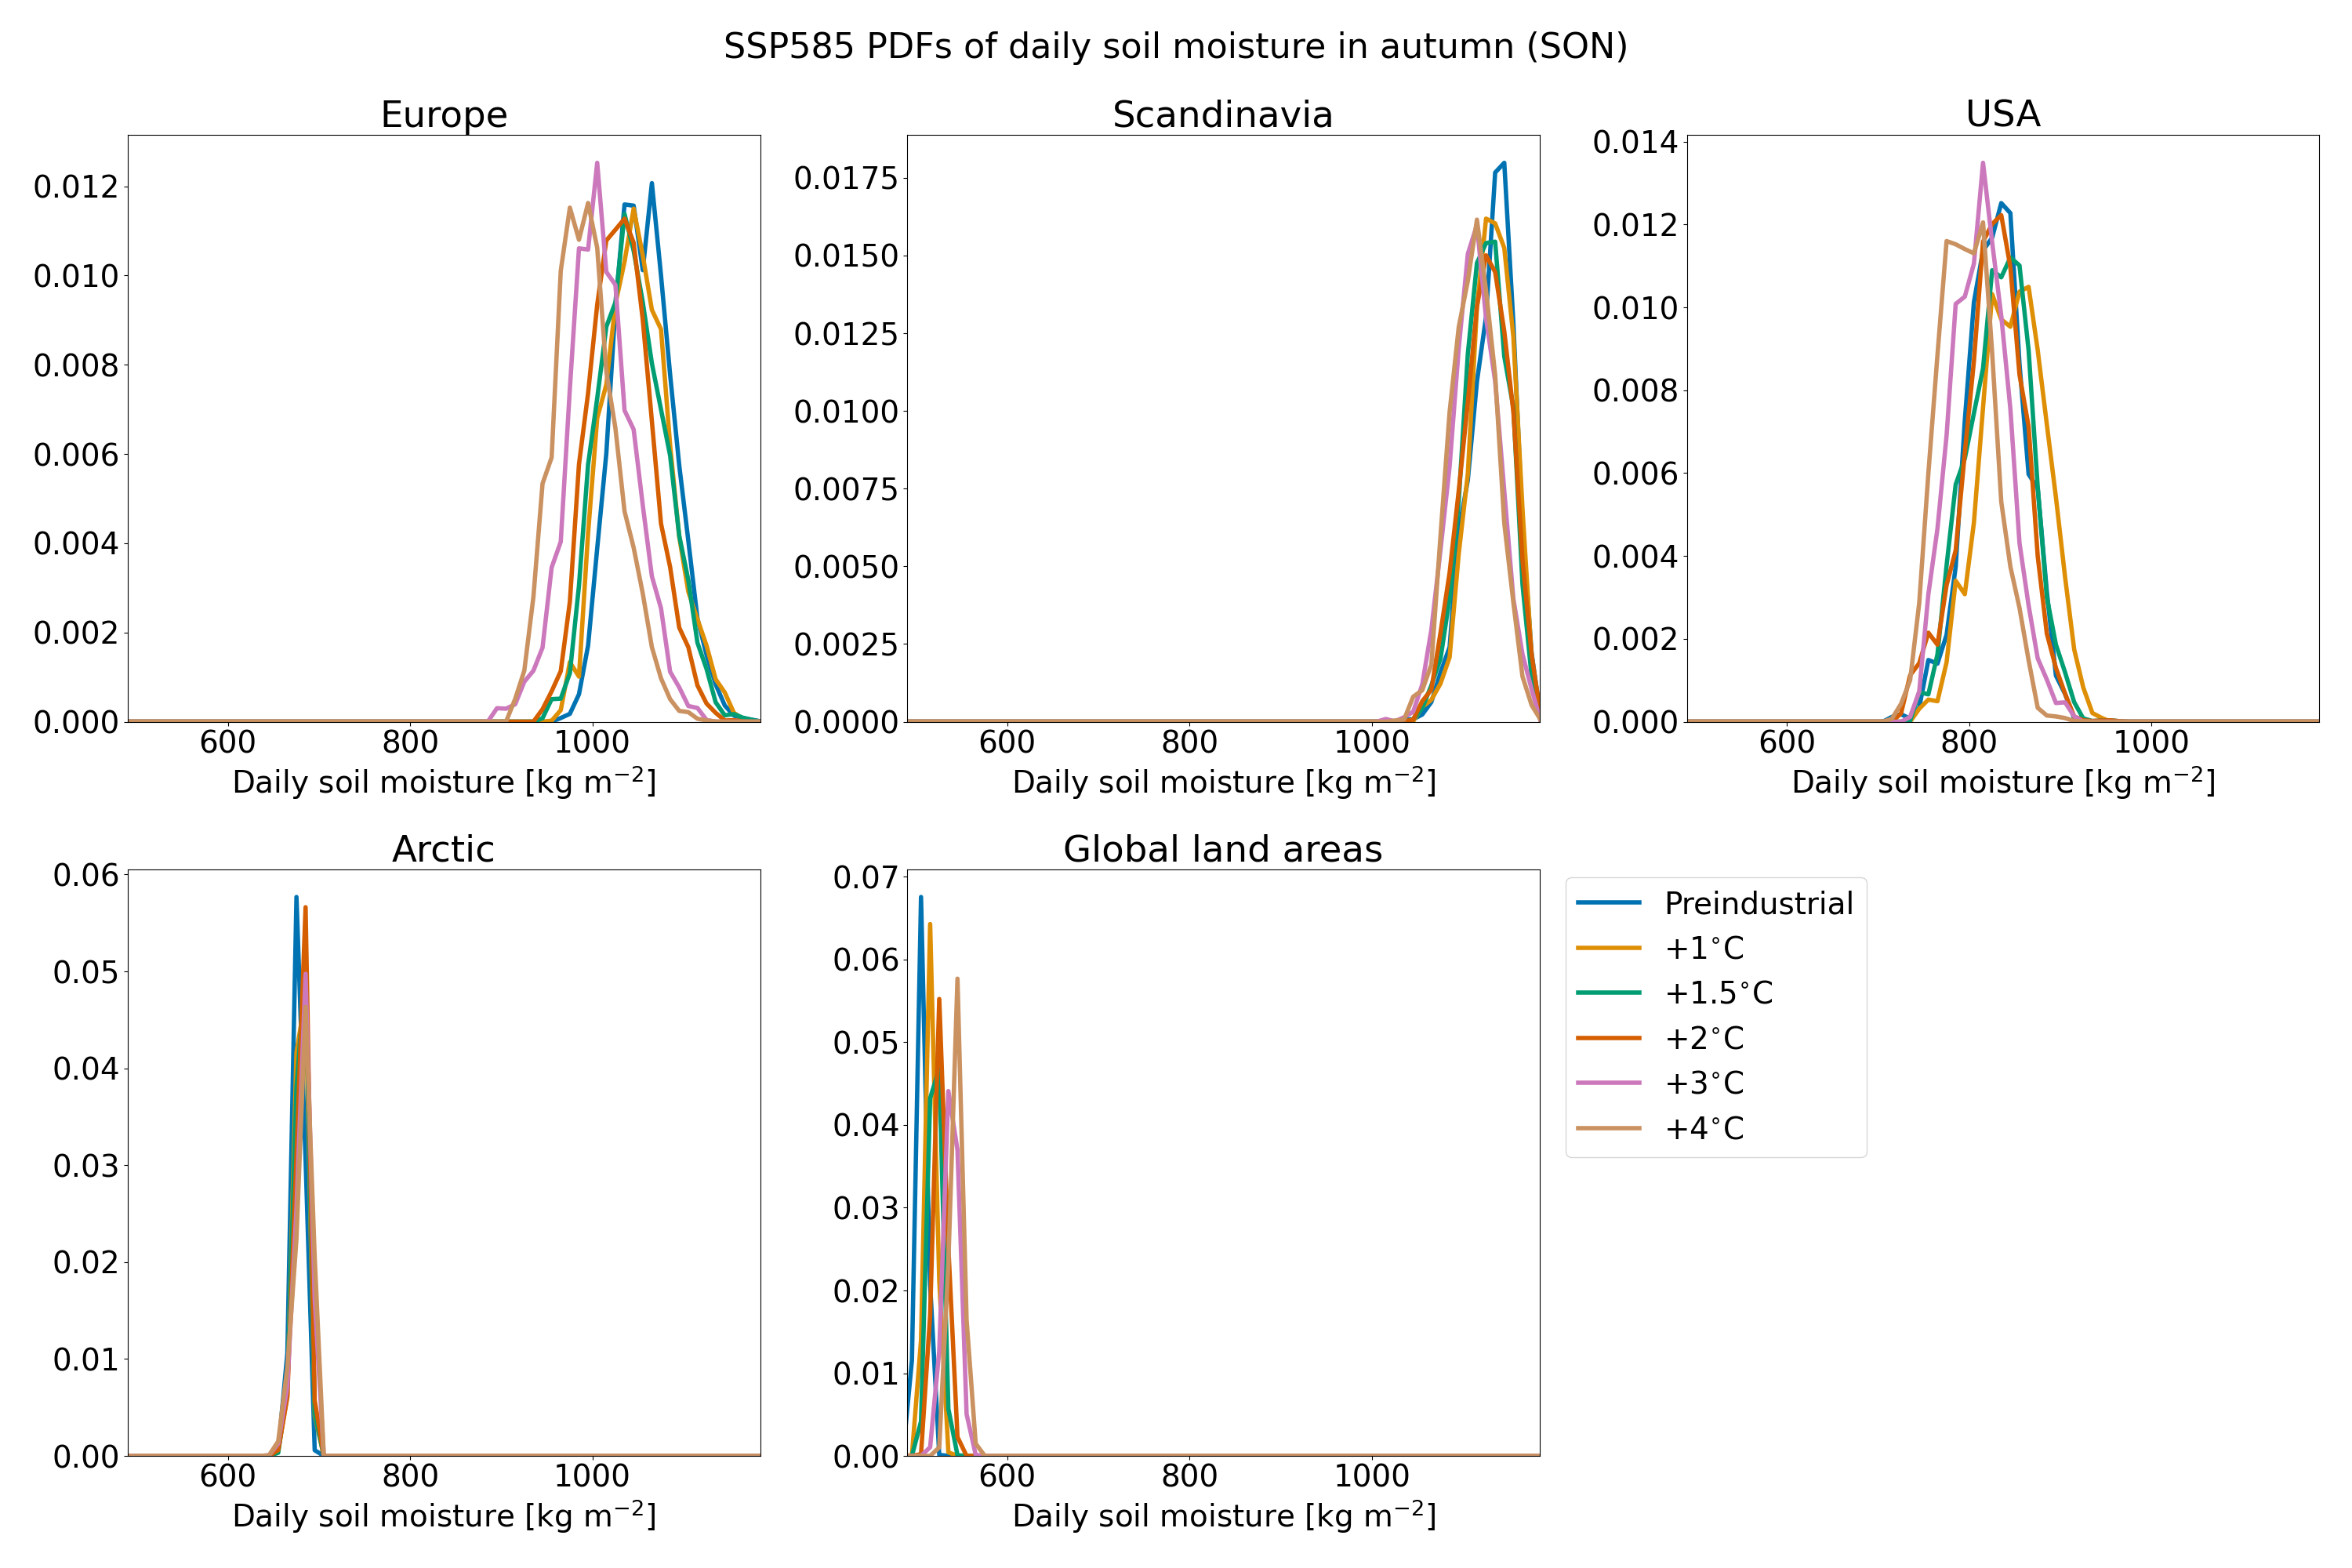 SSP585 PDFs of daily soil moisture in autumn (SON)
Europe
0.012
0.010
0.008
0.006
0.004
0.002
0.000
600 800 1000
Daily soil moisture [kg m⁻²]
Scandinavia
0.0175
0.0150
0.0125
0.0100
0.0075
0.0050
0.0025
0.0000
600 800 1000
Daily soil moisture [kg m⁻²]
USA
0.014
0.012
0.010
0.008
0.006
0.004
0.002
0.000
600 800 1000
Daily soil moisture [kg m⁻²]
Arctic
0.06
0.05
0.04
0.03
0.02
0.01
0.00
600 800 1000
Daily soil moisture [kg m⁻²]
Global land areas
0.07
0.06
0.05
0.04
0.03
0.02
0.01
0.00
600 800 1000
Daily soil moisture [kg m⁻²]
Preindustrial
+1°C
+1.5°C
+2°C
+3°C
+4°C